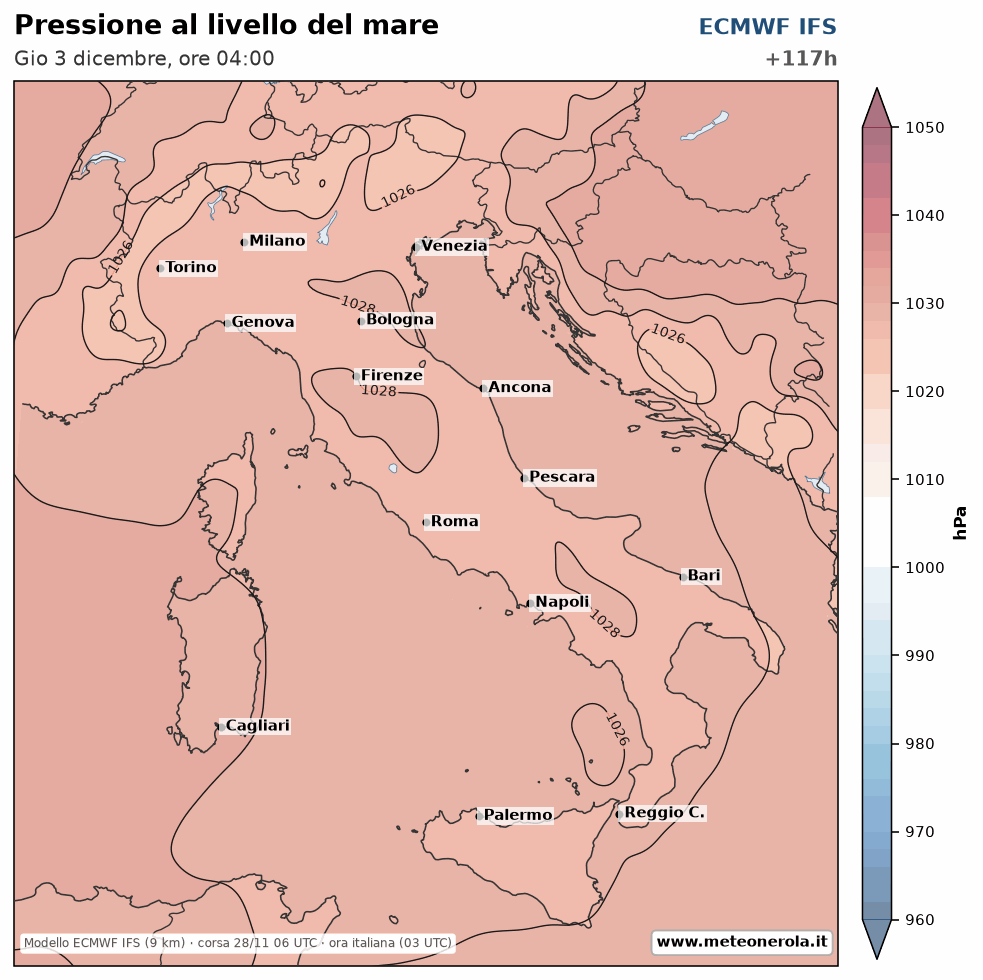 Pressione al livello del mare
ECMWF IFS
Gio 3 dicembre, ore 04:00
+117h
1026
1026
Milano
Venezia
Torino
1028
Genova
Bologna
1026
Firenze
1028
Ancona
Pescara
Roma
Bari
Napoli
1028
Cagliari
1026
Palermo
Reggio C.
Modello ECMWF IFS (9 km) · corsa 28/11 06 UTC · ora italiana (03 UTC)
www.meteonerola.it
1050
1040
1030
1020
1010
1000
990
980
970
960
hPa